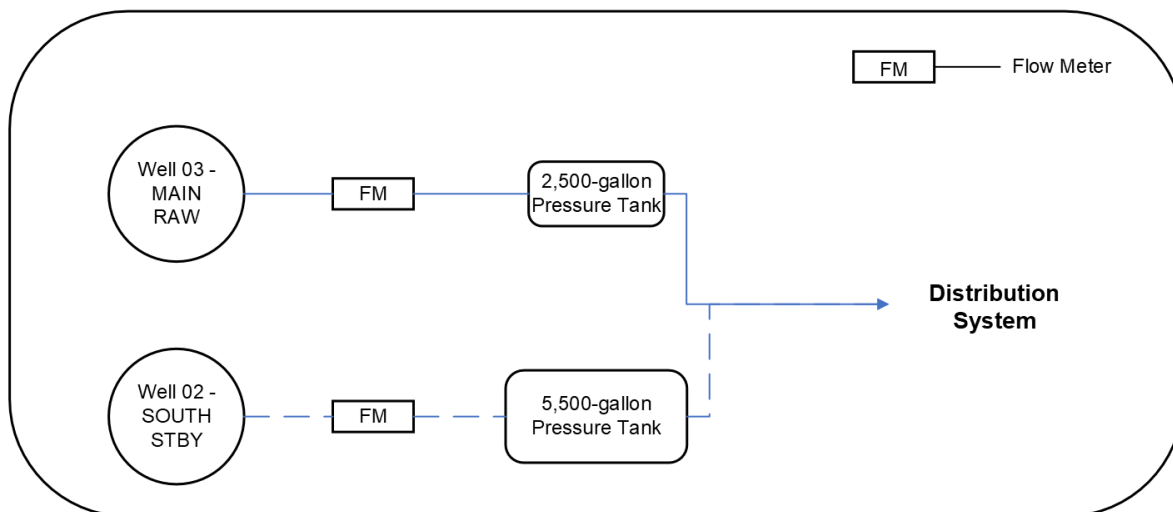 FM
Flow Meter
Well 03 -
MAIN
RAW
FM
2,500-gallon
Pressure Tank
Distribution
System
Well 02 -
SOUTH
STBY
FM
5,500-gallon
Pressure Tank